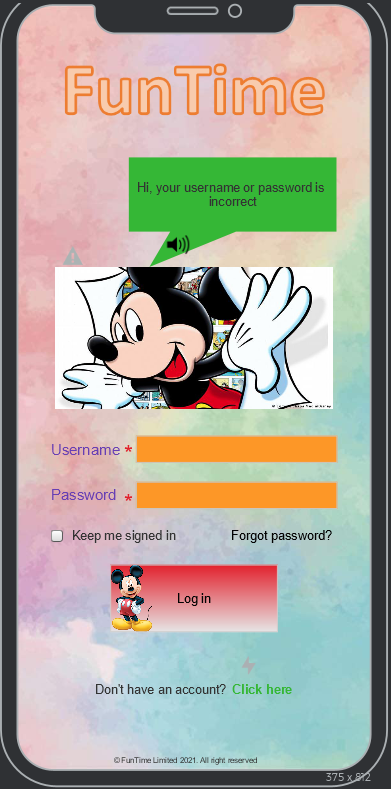 FunTime
Hi, your username or password is
incorrect
Username *
Password *
Keep me signed in Forgot password?
Log in
Don't have an account? Click here
© FunTime Limited 2021. All right reserved
375 x 812